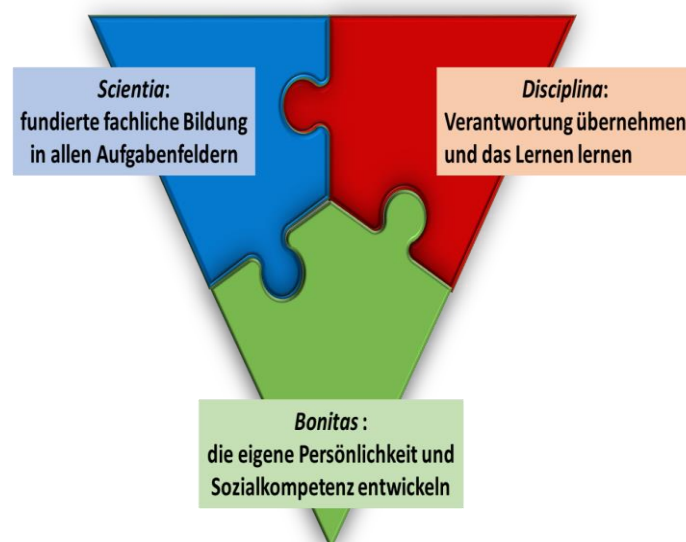 Scientia:
fundierte fachliche Bildung
in allen Aufgabenfeldern
Disciplina:
Verantwortung übernehmen
und das Lernen lernen
Bonitas :
die eigene Persönlichkeit und
Sozialkompetenz entwickeln